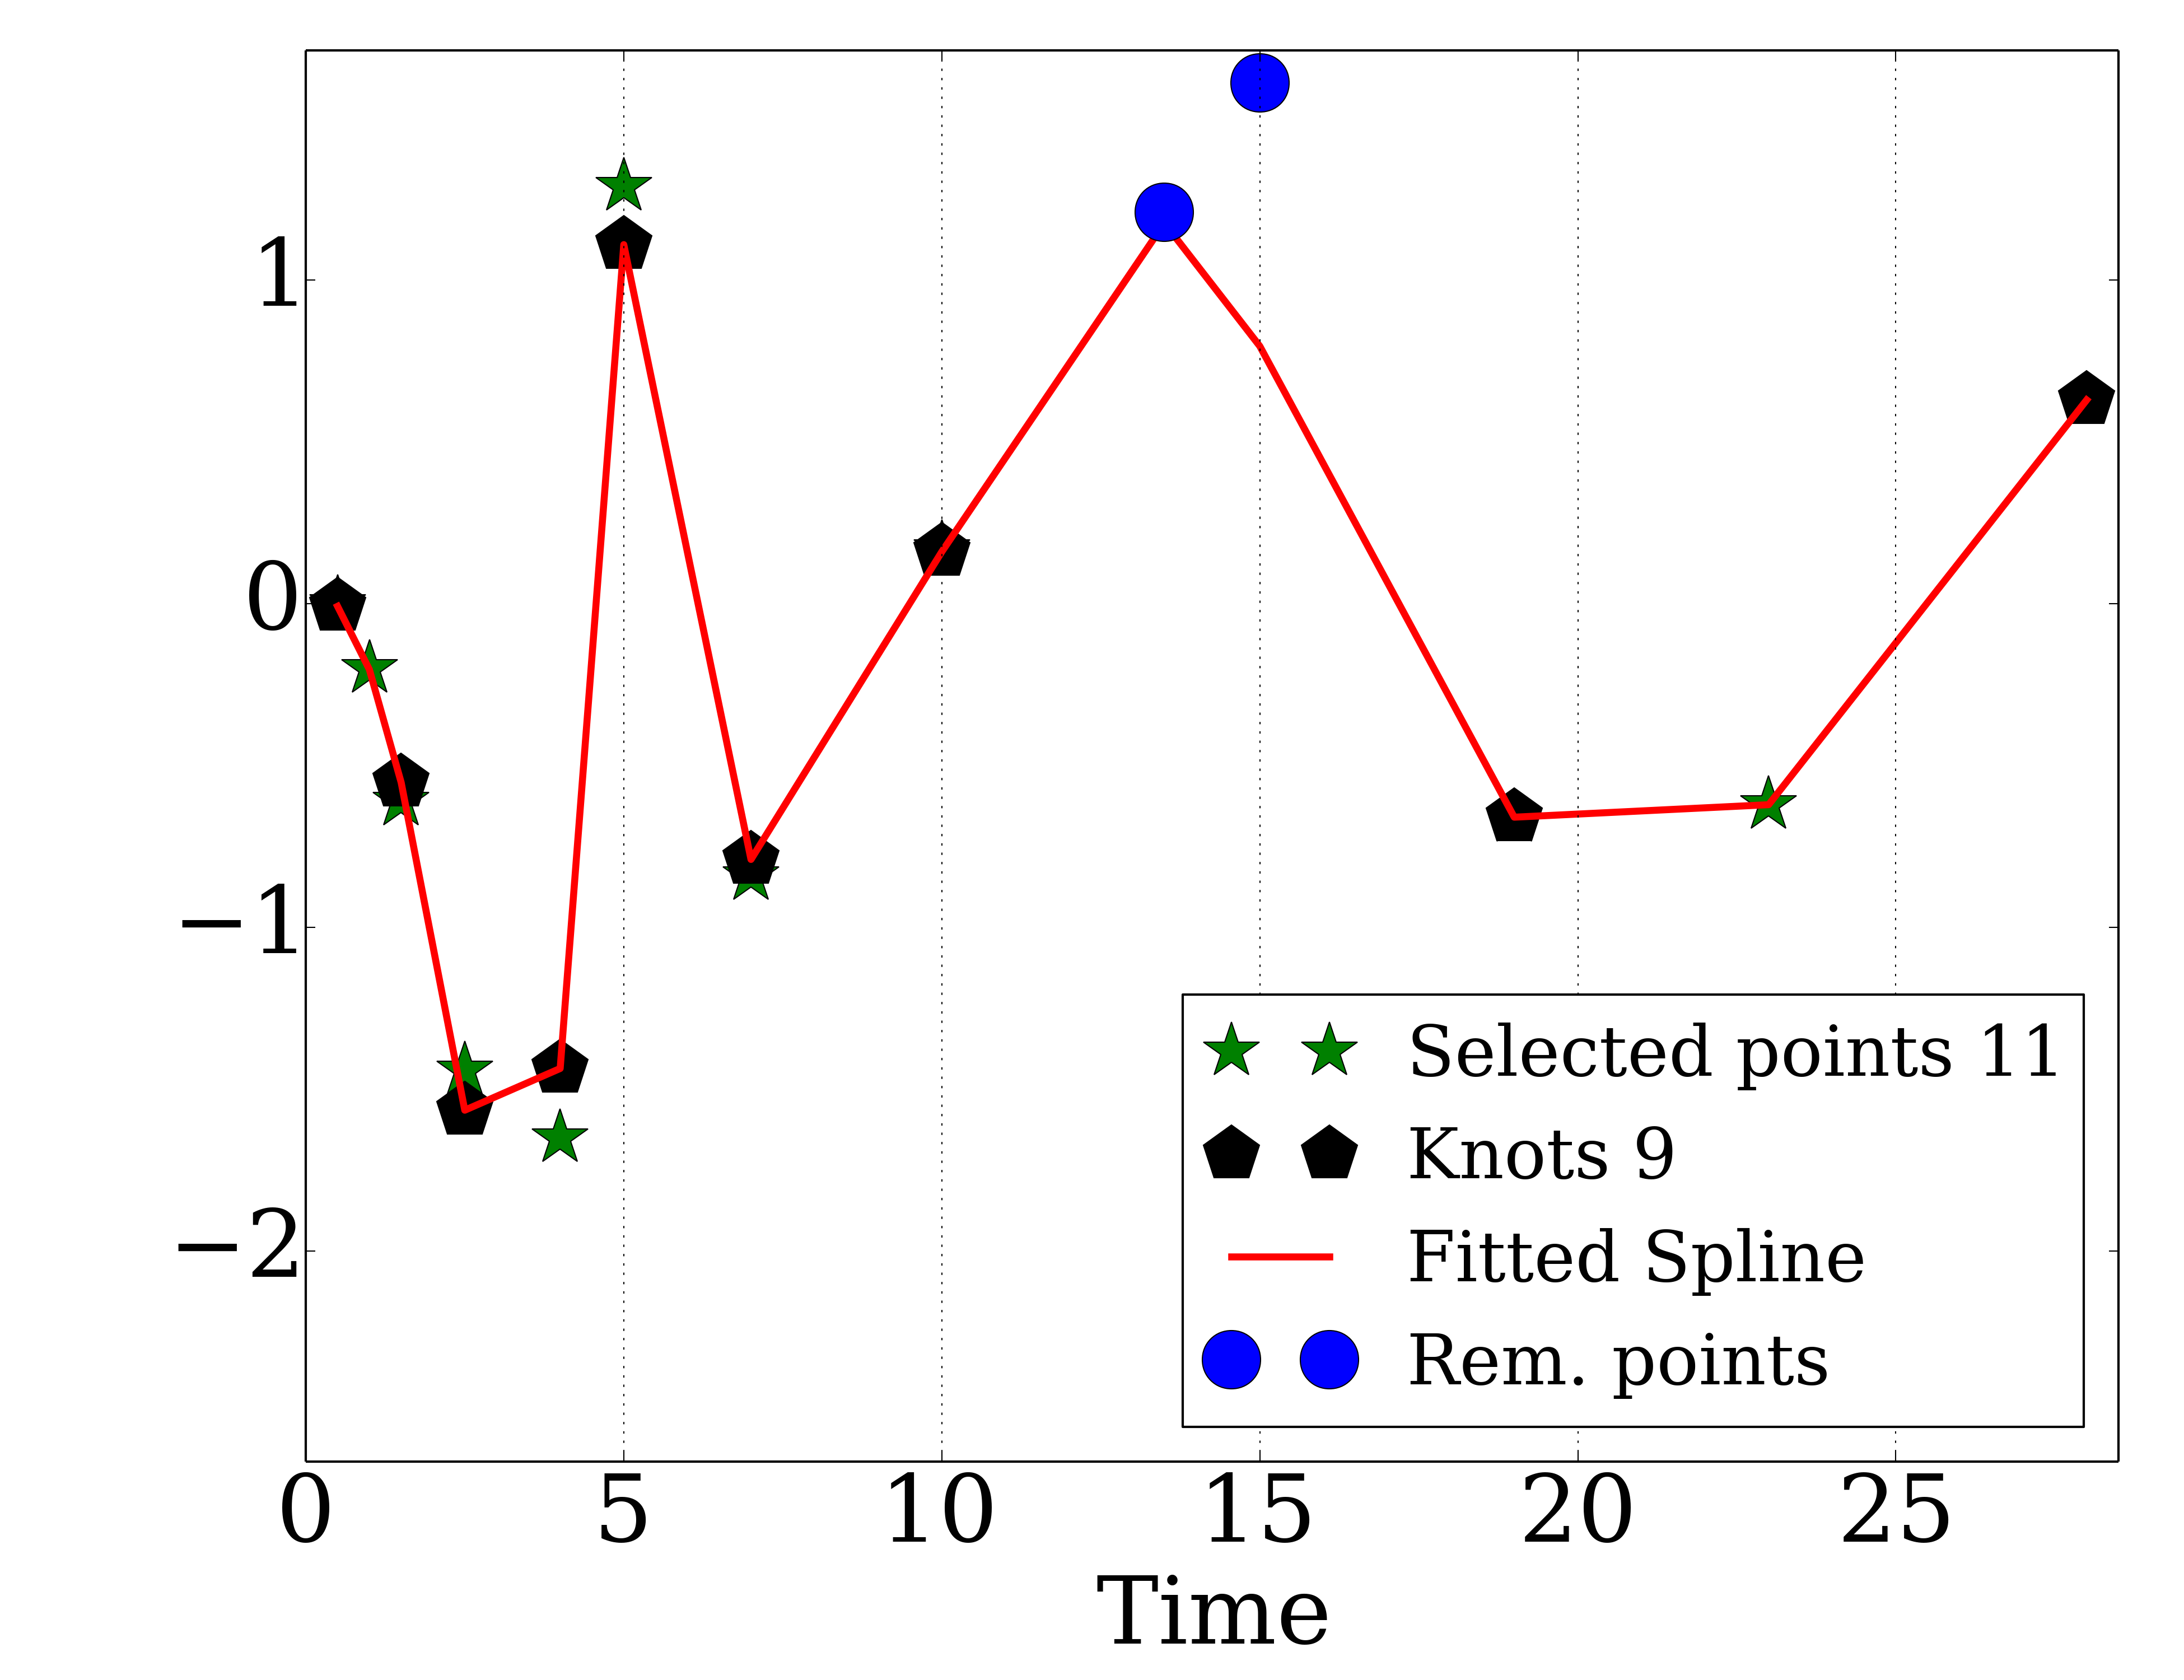 1
0
−1
−2
Selected points 11
Knots 9
Fitted Spline
Rem. points
0 5 10 15 20 25
Time